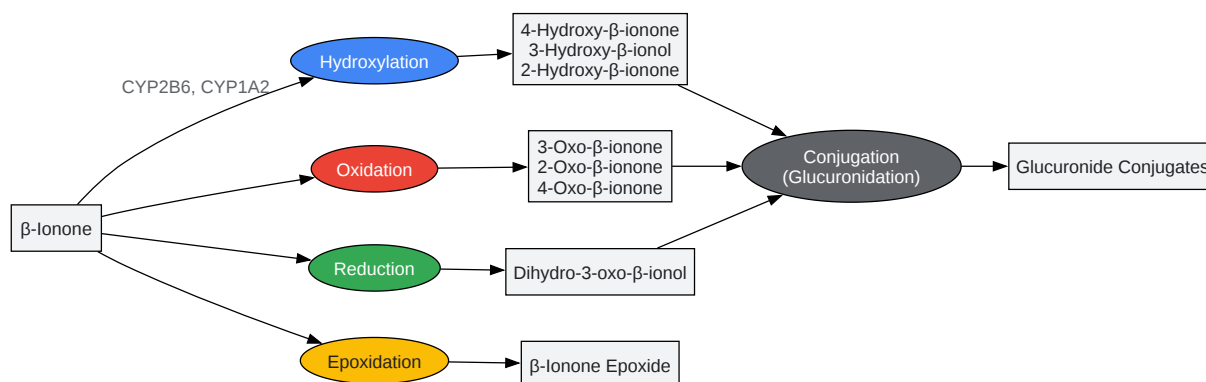 β-Ionone
CYP2B6, CYP1A2
Hydroxylation
4-Hydroxy-β-ionone
3-Hydroxy-β-ionol
2-Hydroxy-β-ionone
Oxidation
3-Oxo-β-ionone
2-Oxo-β-ionone
4-Oxo-β-ionone
Reduction
Dihydro-3-oxo-β-ionol
Epoxidation
β-Ionone Epoxide
Conjugation
(Glucuronidation)
Glucuronide Conjugates